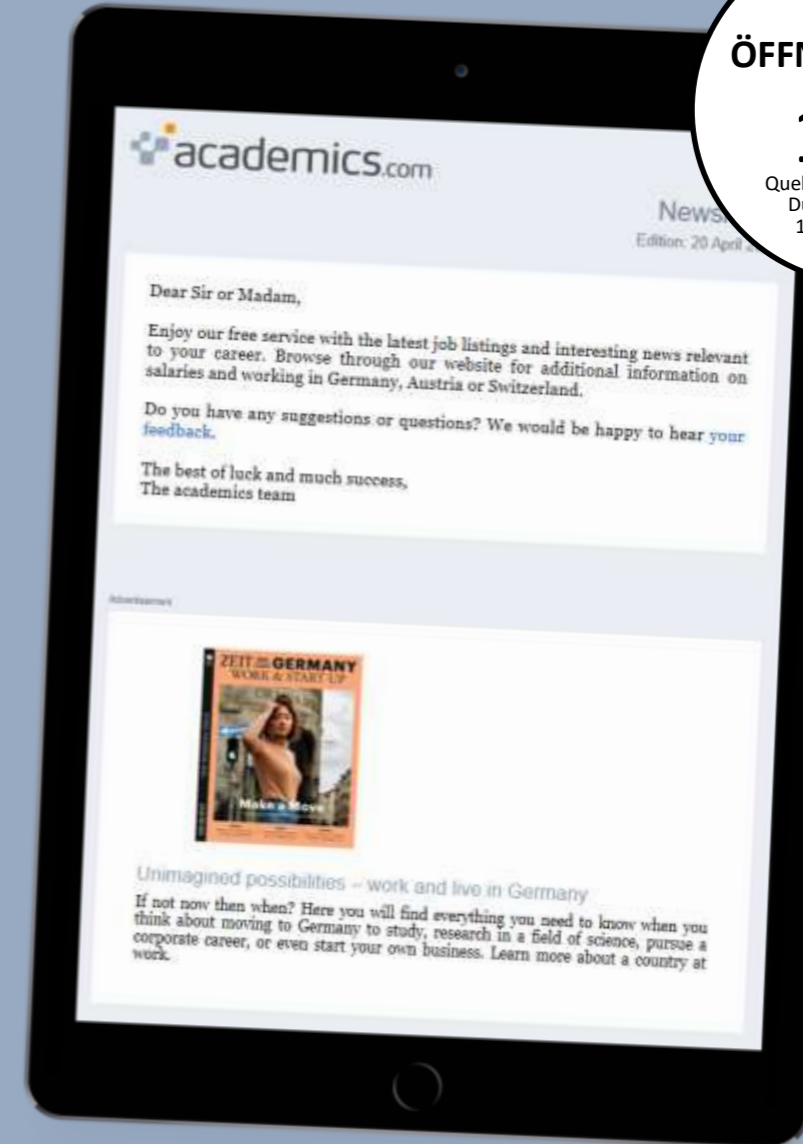 academics.com
Edition: 20 April
Dear Sir or Madam,
Enjoy our free service with the latest job listings and interesting news relevant
to your career. Browse through our website for additional information on
salaries and working in Germany, Austria or Switzerland.
Do you have any suggestions or questions? We would be happy to hear your
feedback.
The best of luck and much success,
The academics team
Advertisement
ZEIT GERMANY
WORK & START-UP
Make a Move
Unimagined possibilities – work and live in Germany
If not now then when? Here you will find everything you need to know when you
think about moving to Germany to study, research in a field of science, pursue a
corporate career, or even start your own business. Learn more about a country at
work.